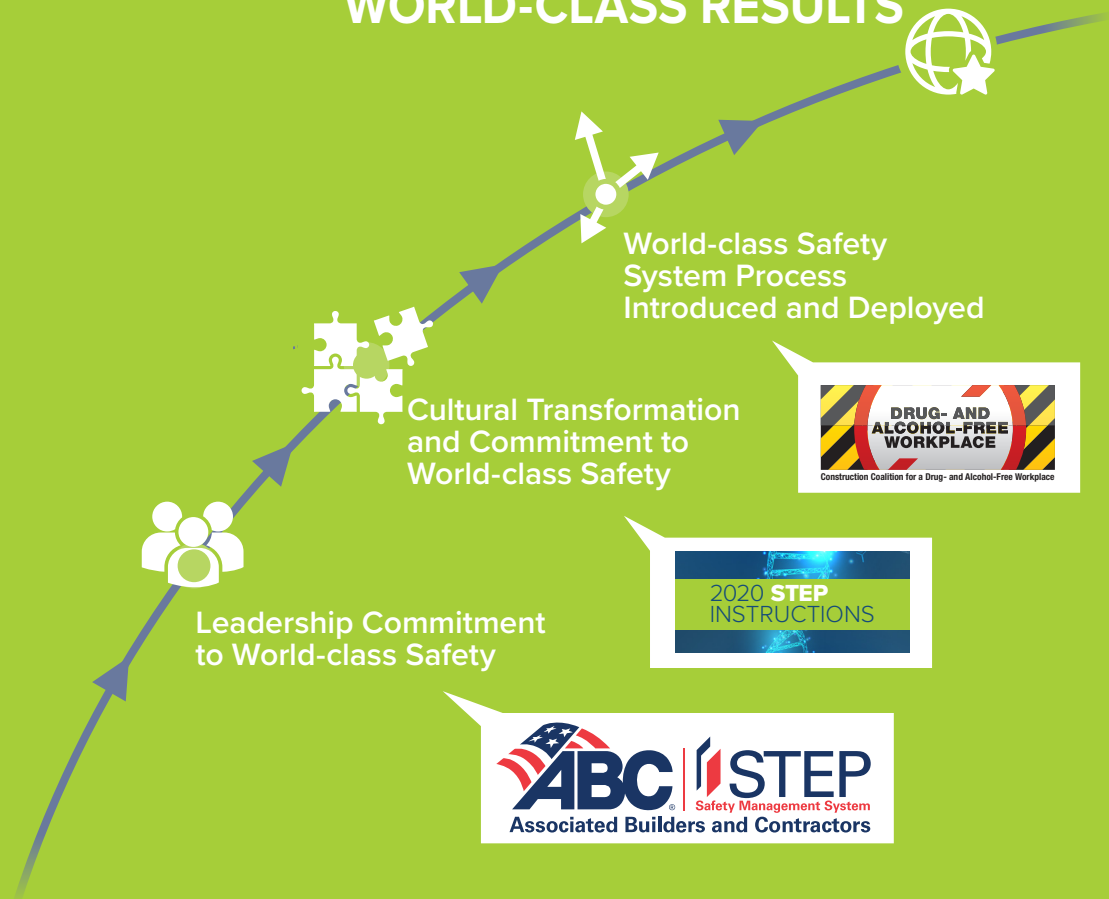 WORLD-CLASS RESULTS
World-class Safety
System Process
Introduced and Deployed
DRUG- AND
ALCOHOL-FREE
WORKPLACE
Construction Coalition for a Drug- and Alcohol-Free Workplace
Cultural Transformation
and Commitment to
World-class Safety
2020 STEP
INSTRUCTIONS
Leadership Commitment
to World-class Safety
ABC® STEP
Safety Management System
Associated Builders and Contractors